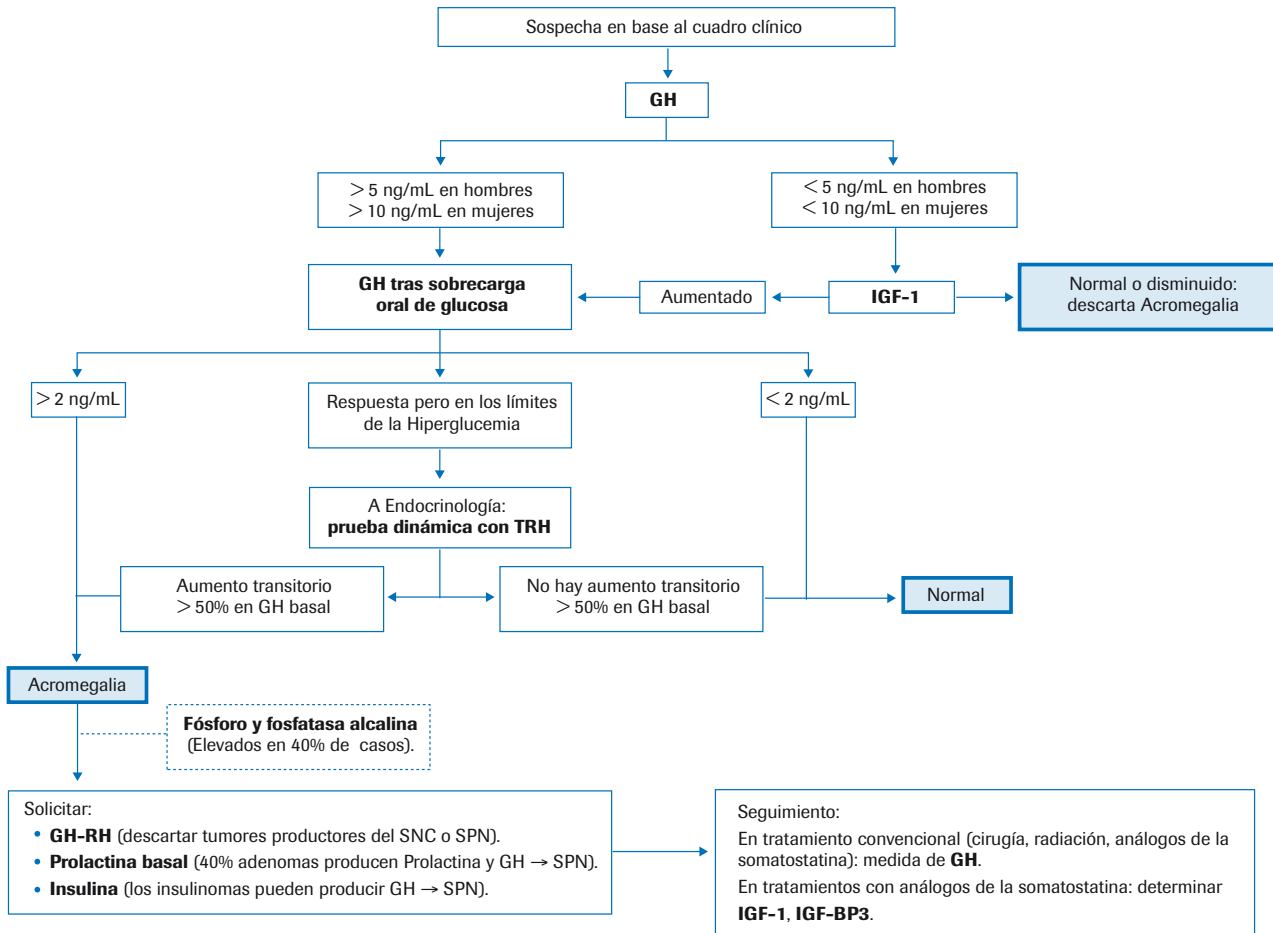 Sospecha en base al cuadro clínico
GH
> 5 ng/mL en hombres
> 10 ng/mL en mujeres
< 5 ng/mL en hombres
< 10 ng/mL en mujeres
GH tras sobrecarga
oral de glucosa
Aumentado
IGF-1
Normal o disminuido:
descarta Acromegalia
> 2 ng/mL
Respuesta pero en los límites
de la Hiperglucemia
< 2 ng/mL
A Endocrinología:
prueba dinámica con TRH
Aumento transitorio
> 50% en GH basal
No hay aumento transitorio
> 50% en GH basal
Normal
Acromegalia
Fósforo y fosfatasa alcalina
(Elevados en 40% de casos).
Solicitar:
• GH-RH (descartar tumores productores del SNC o SPN).
• Prolactina basal (40% adenomas producen Prolactina y GH → SPN).
• Insulina (los insulinomas pueden producir GH → SPN).
Seguimiento:
En tratamiento convencional (cirugía, radiación, análogos de la
somatostatina): medida de GH.
En tratamientos con análogos de la somatostatina: determinar
IGF-1, IGF-BP3.